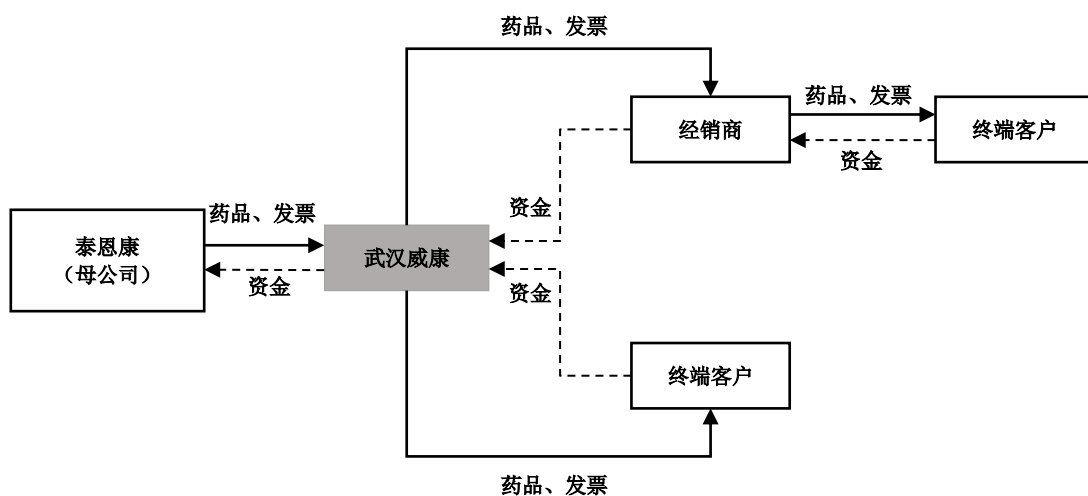 药品、发票
经销商
药品、发票
终端客户
资金
资金
药品、发票
泰恩康
（母公司）
资金
武汉威康
资金
终端客户
药品、发票